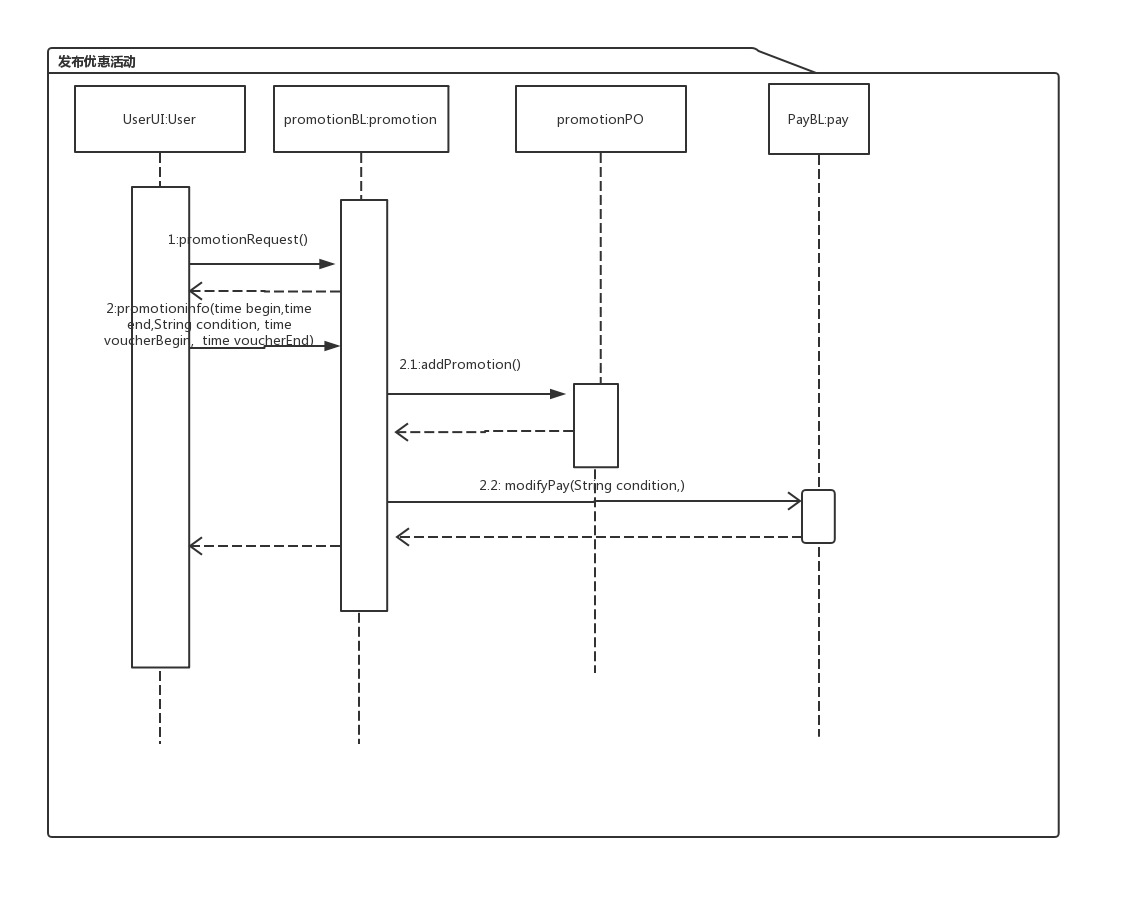 发布优惠活动
UserUI:User
promotionBL:promotion
promotionPO
PayBL:pay
1:promotionRequest()
2:promotioninfo(time begin,time
end,String condition, time
voucherBegin,  time voucherEnd)
2.1:addPromotion()
2.2: modifyPay(String condition,)